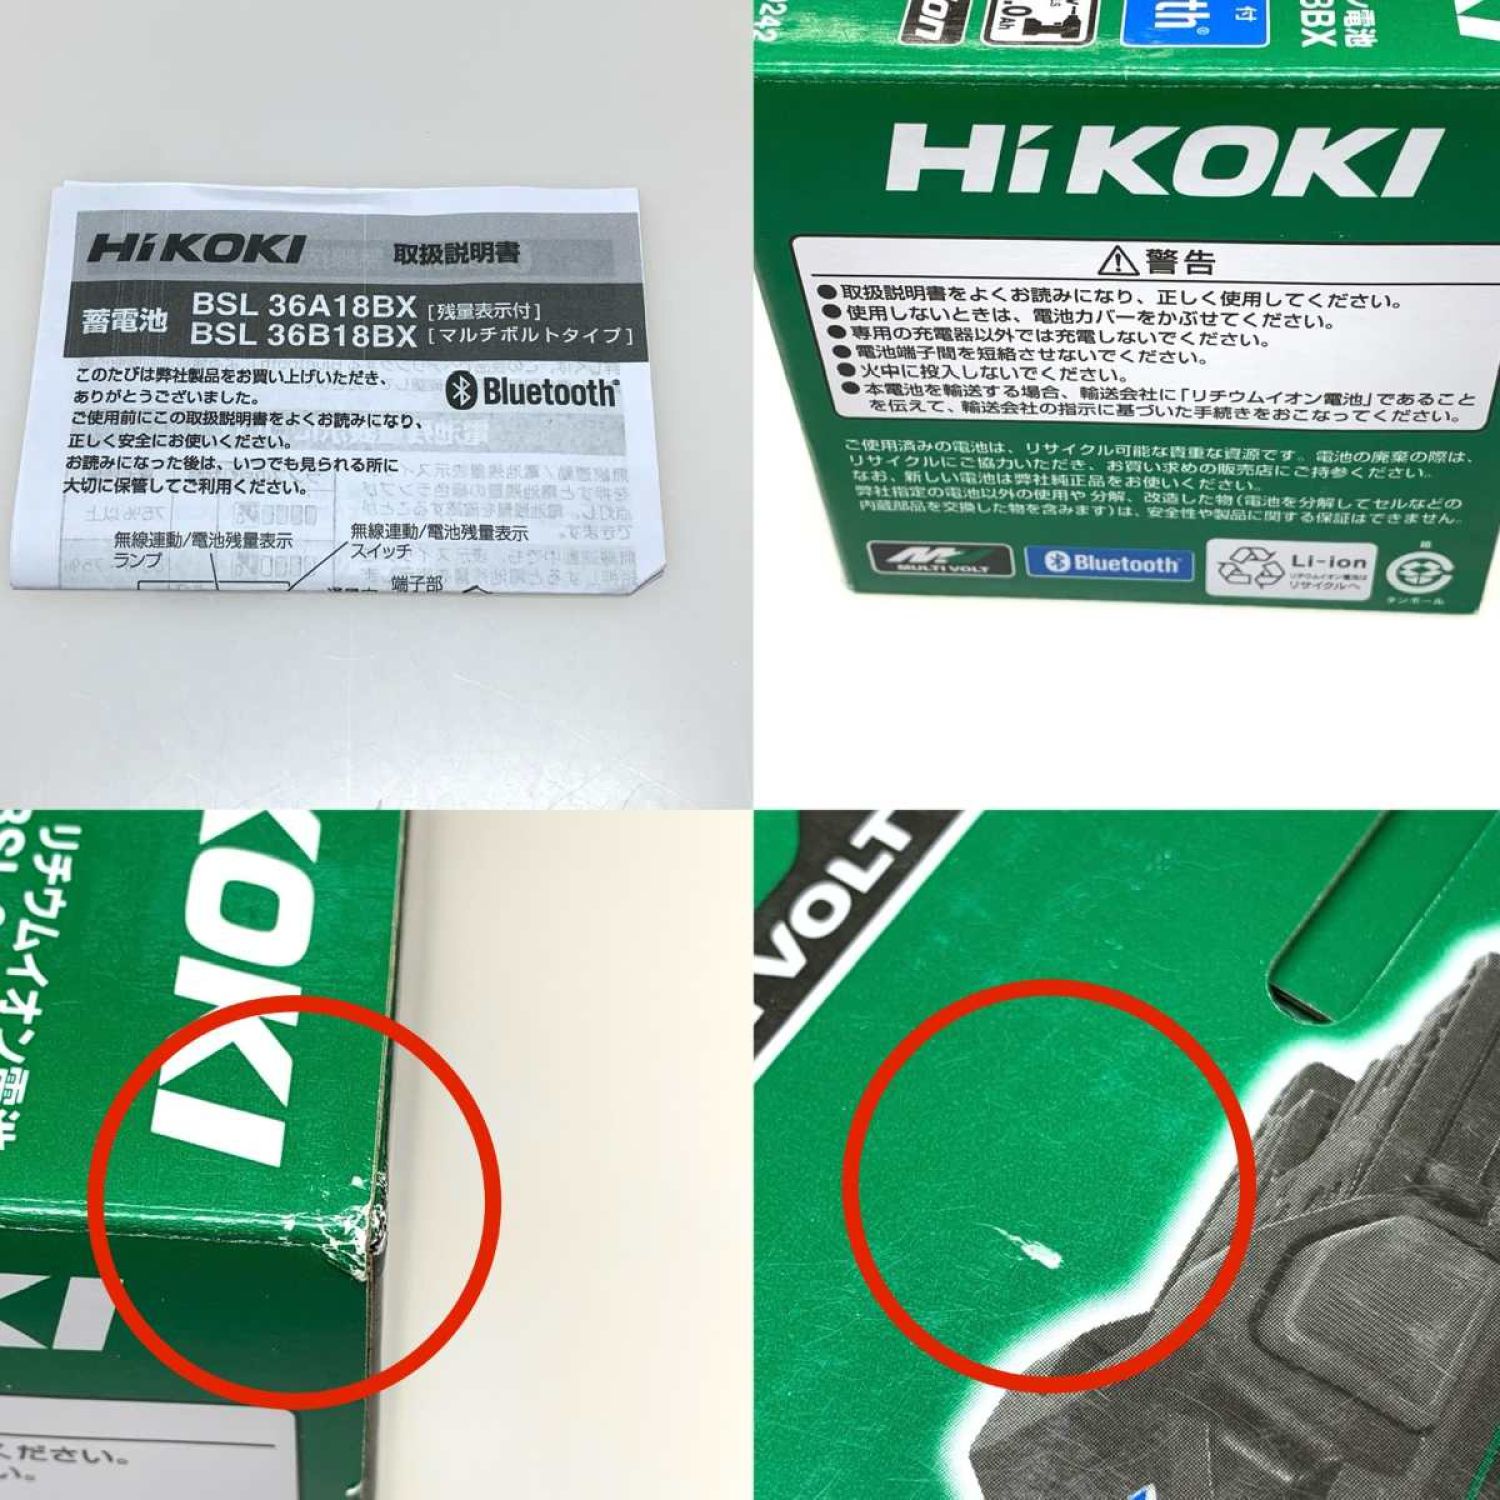 HiKOKI 取扱説明書
蓄電池
BSL 36A18BX [残量表示付]
BSL 36B18BX [マルチボルトタイプ]
このたびは弊社製品をお買い上げいただき、
ありがとうございました。
ご使用前にこの取扱説明書をよくお読みになり、
正しく安全にお使いください。
お読みになった後は、いつでも見られる所に
大切に保管してご利用ください。
Bluetooth®
無線連動/電池残量表示
ランプ
無線連動/電池残量表示
スイッチ
端子部
HiKOKI
警告
●取扱説明書をよくお読みになり、正しく使用してください。
●使用しないときは、電池カバーをかぶせてください。
●専用の充電器以外では充電しないでください。
●電池端子間を短絡させないでください。
●火中に投入しないでください。
●本電池を輸送する場合、輸送会社に「リチウムイオン電池」であること
を伝えて、輸送会社の指示に基づいた手続きをおこなってください。
ご使用済みの電池は、リサイクル可能な貴重な資源です。電池の廃棄の際は、
リサイクルにご協力いただき、お買い求めの販売店にご持参ください。
なお、新しい電池は弊社純正品をお使いください。
弊社指定の電池以外の使用や分解、改造した物(電池を分解してセルなどの
内蔵部品を交換した物を含みます)は、安全性や製品に関する保証はできません。
MULTI VOLT
Bluetooth®
Li-ion
リチウムイオン電池は
リサイクルへ
ダンボール
KOKI
リチウムイオン電池
ください。
VOLT